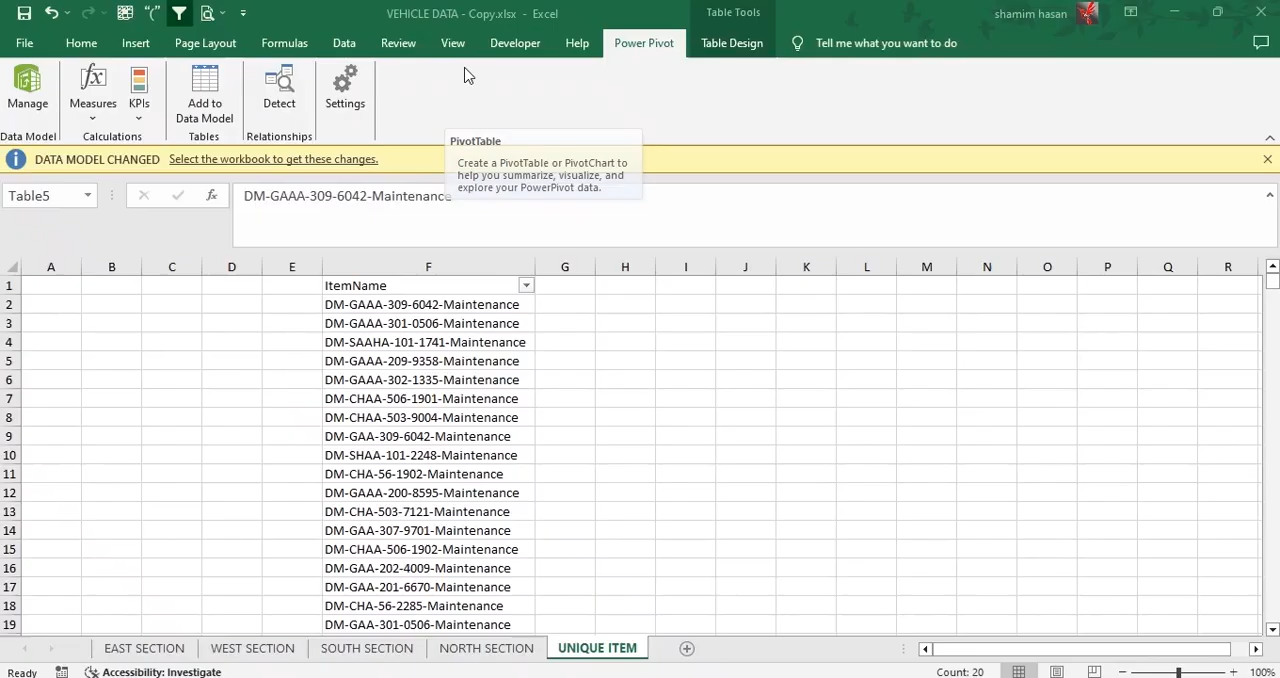 VEHICLE DATA - Copy.xlsx - Excel
Table Tools
shamim hasan
File Home Insert Page Layout Formulas Data Review View Developer Help Power Pivot Table Design Tell me what you want to do
Manage
Measures
KPIs
Add to
Data Model
Detect
Settings
Data Model Calculations Tables Relationships
PivotTable
Create a PivotTable or PivotChart to
help you summarize, visualize, and
explore your PowerPivot data.
DATA MODEL CHANGED Select the workbook to get these changes.
Table5 fx DM-GAAA-309-6042-Maintenance
A B C D E F G H I J K L M N O P Q R
1 ItemName
2 DM-GAAA-309-6042-Maintenance
3 DM-GAAA-301-0506-Maintenance
4 DM-SAAHA-101-1741-Maintenance
5 DM-GAAA-209-9358-Maintenance
6 DM-GAAA-302-1335-Maintenance
7 DM-CHAA-506-1901-Maintenance
8 DM-CHAA-503-9004-Maintenance
9 DM-GAA-309-6042-Maintenance
10 DM-SHAA-101-2248-Maintenance
11 DM-CHA-56-1902-Maintenance
12 DM-GAAA-200-8595-Maintenance
13 DM-CHA-503-7121-Maintenance
14 DM-GAA-307-9701-Maintenance
15 DM-CHAA-506-1902-Maintenance
16 DM-GAA-202-4009-Maintenance
17 DM-GAA-201-6670-Maintenance
18 DM-CHA-56-2285-Maintenance
19 DM-GAA-301-0506-Maintenance
EAST SECTION WEST SECTION SOUTH SECTION NORTH SECTION UNIQUE ITEM
Ready Accessibility: Investigate Count: 20 100%